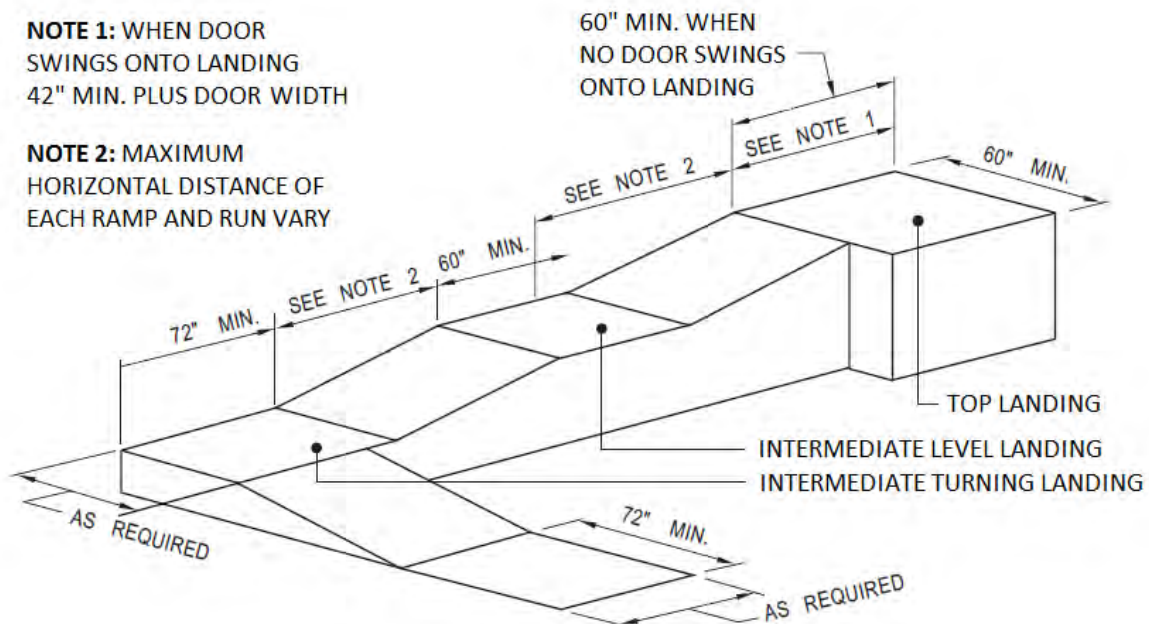 NOTE 1: WHEN DOOR
SWINGS ONTO LANDING
42" MIN. PLUS DOOR WIDTH
NOTE 2: MAXIMUM
HORIZONTAL DISTANCE OF
EACH RAMP AND RUN VARY
60" MIN. WHEN
NO DOOR SWINGS
ONTO LANDING
SEE NOTE 1
60" MIN.
SEE NOTE 2
60" MIN.
SEE NOTE 2
72" MIN.
TOP LANDING
INTERMEDIATE LEVEL LANDING
INTERMEDIATE TURNING LANDING
AS REQUIRED
72" MIN.
AS REQUIRED